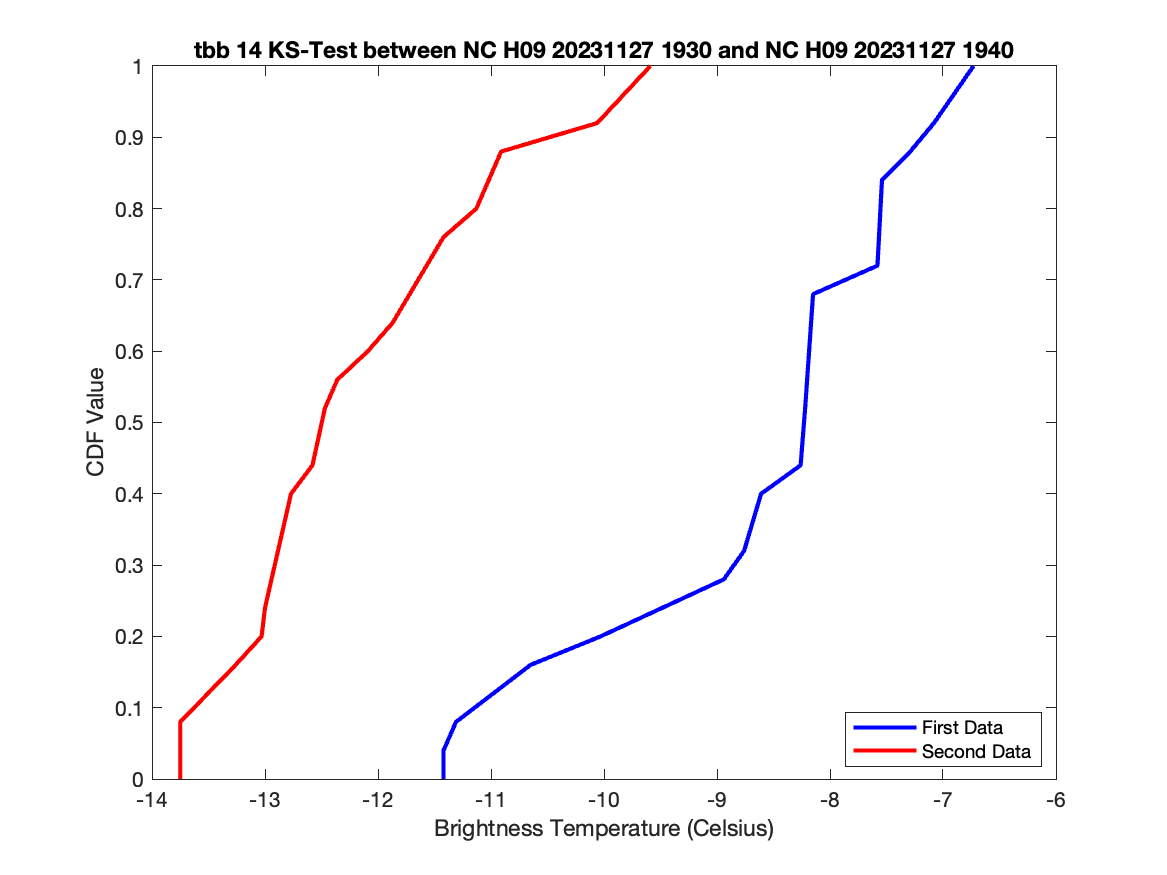 tbb 14 KS-Test between NC H09 20231127 1930 and NC H09 20231127 1940
1
0.9
0.8
0.7
0.6
0.5
0.4
0.3
0.2
0.1
0
CDF Value
First Data
Second Data
-14 -13 -12 -11 -10 -9 -8 -7 -6
Brightness Temperature (Celsius)